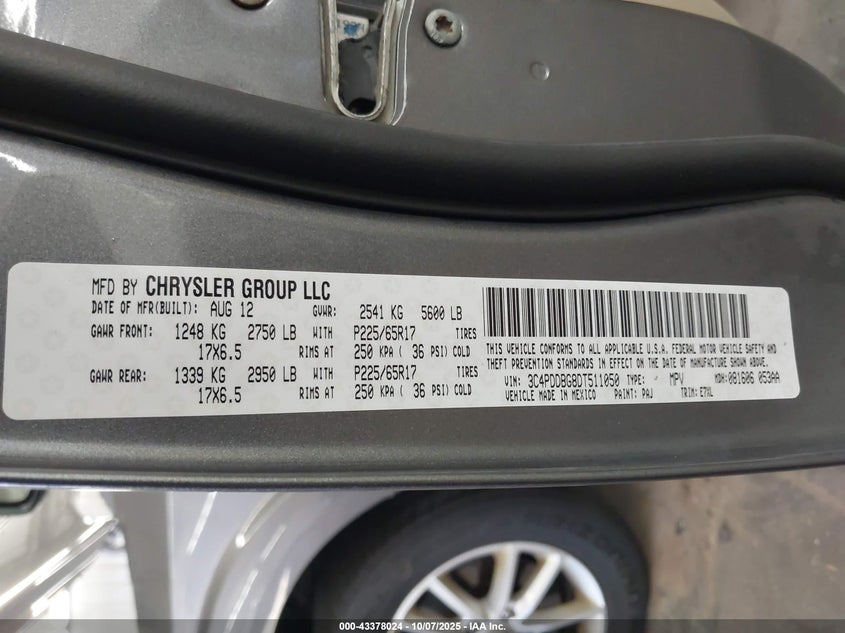 MFD BY CHRYSLER GROUP LLC
DATE OF MFR(BUILT): AUG 12 GVWR: 2541 KG 5600 LB
GAWR FRONT: 1248 KG 2750 LB WITH P225/65R17 TIRES
17X6.5 RIMS AT 250 KPA ( 36 PSI) COLD
GAWR REAR: 1339 KG 2950 LB WITH P225/65R17 TIRES
17X6.5 RIMS AT 250 KPA ( 36 PSI) COLD
THIS VEHICLE CONFORMS TO ALL APPLICABLE U.S.A. FEDERAL MOTOR VEHICLE SAFETY AND
THEFT PREVENTION STANDARDS IN EFFECT ON THE DATE OF MANUFACTURE SHOWN ABOVE.
VIN: 3C4PDDBG8DT511050 TYPE: MPV MDH: 081606 053AA
VEHICLE MADE IN MEXICO PAINT: PAJ TRIM: E7XL
000-43378024 - 10/07/2025 - IAA Inc.